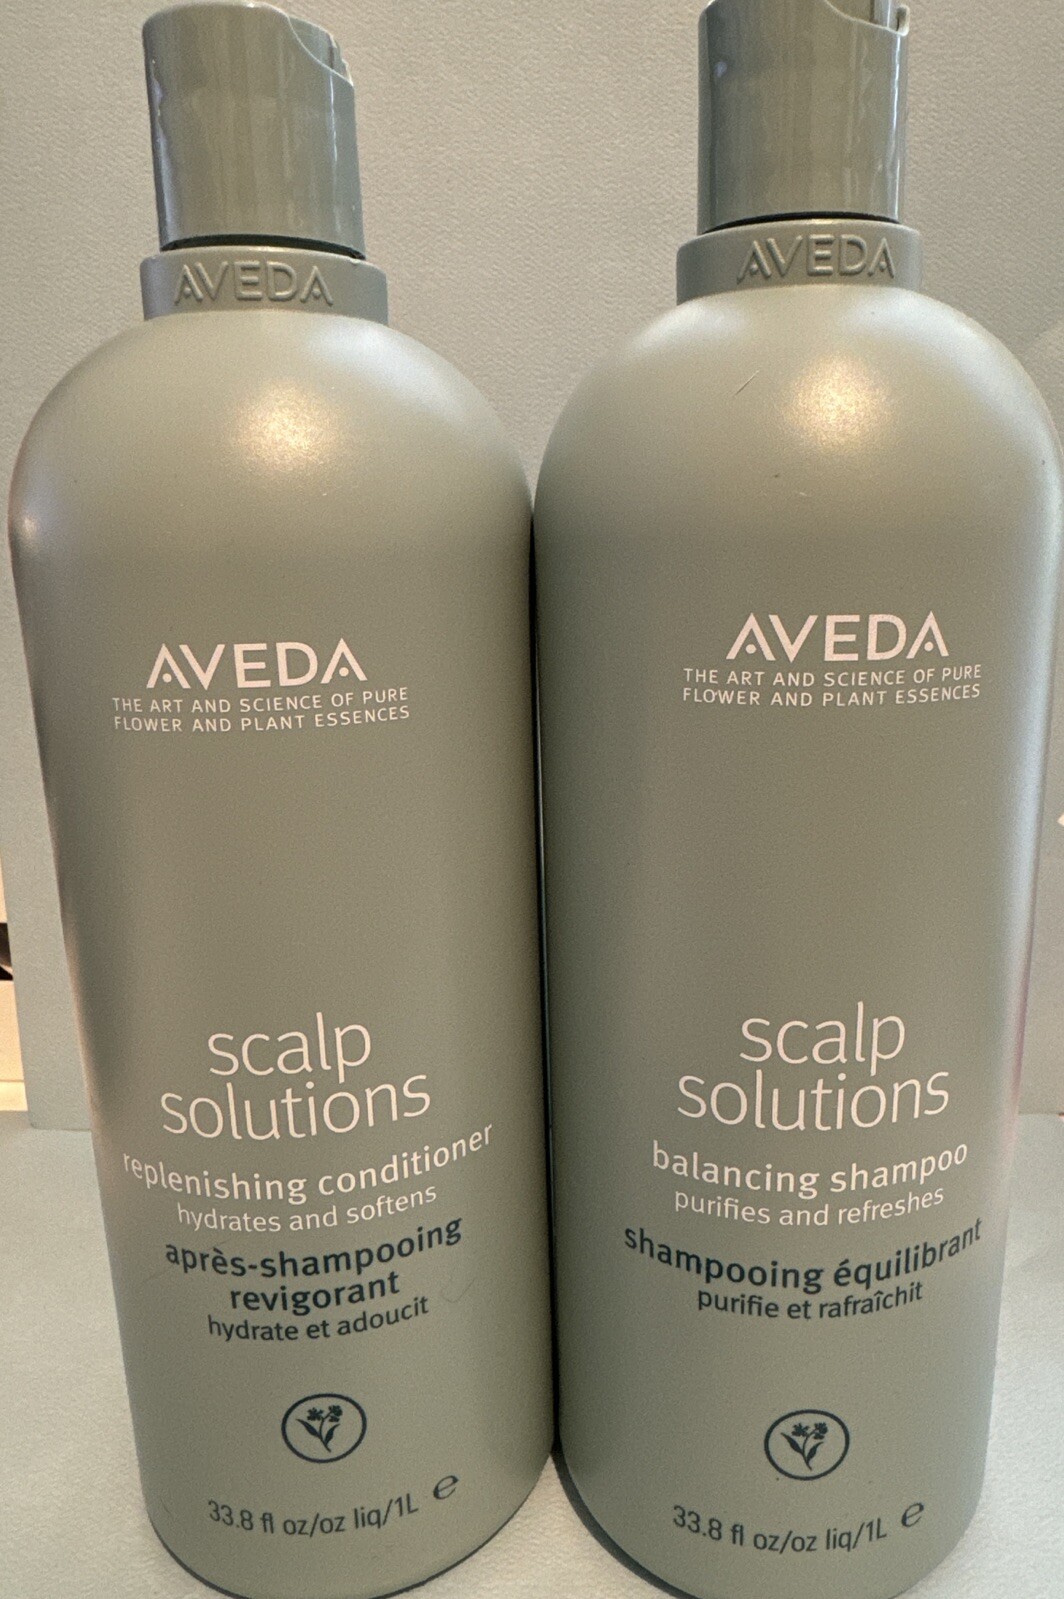 AVEDA
AVEDA
THE ART AND SCIENCE OF PURE
FLOWER AND PLANT ESSENCES
scalp
solutions
replenishing conditioner
hydrates and softens
après-shampooing
revigorant
hydrate et adoucit
33.8 fl oz/oz liq/1L e
AVEDA
AVEDA
THE ART AND SCIENCE OF PURE
FLOWER AND PLANT ESSENCES
scalp
solutions
balancing shampoo
purifies and refreshes
shampooing équilibrant
purifie et rafraîchit
33.8 fl oz/oz liq/1L e